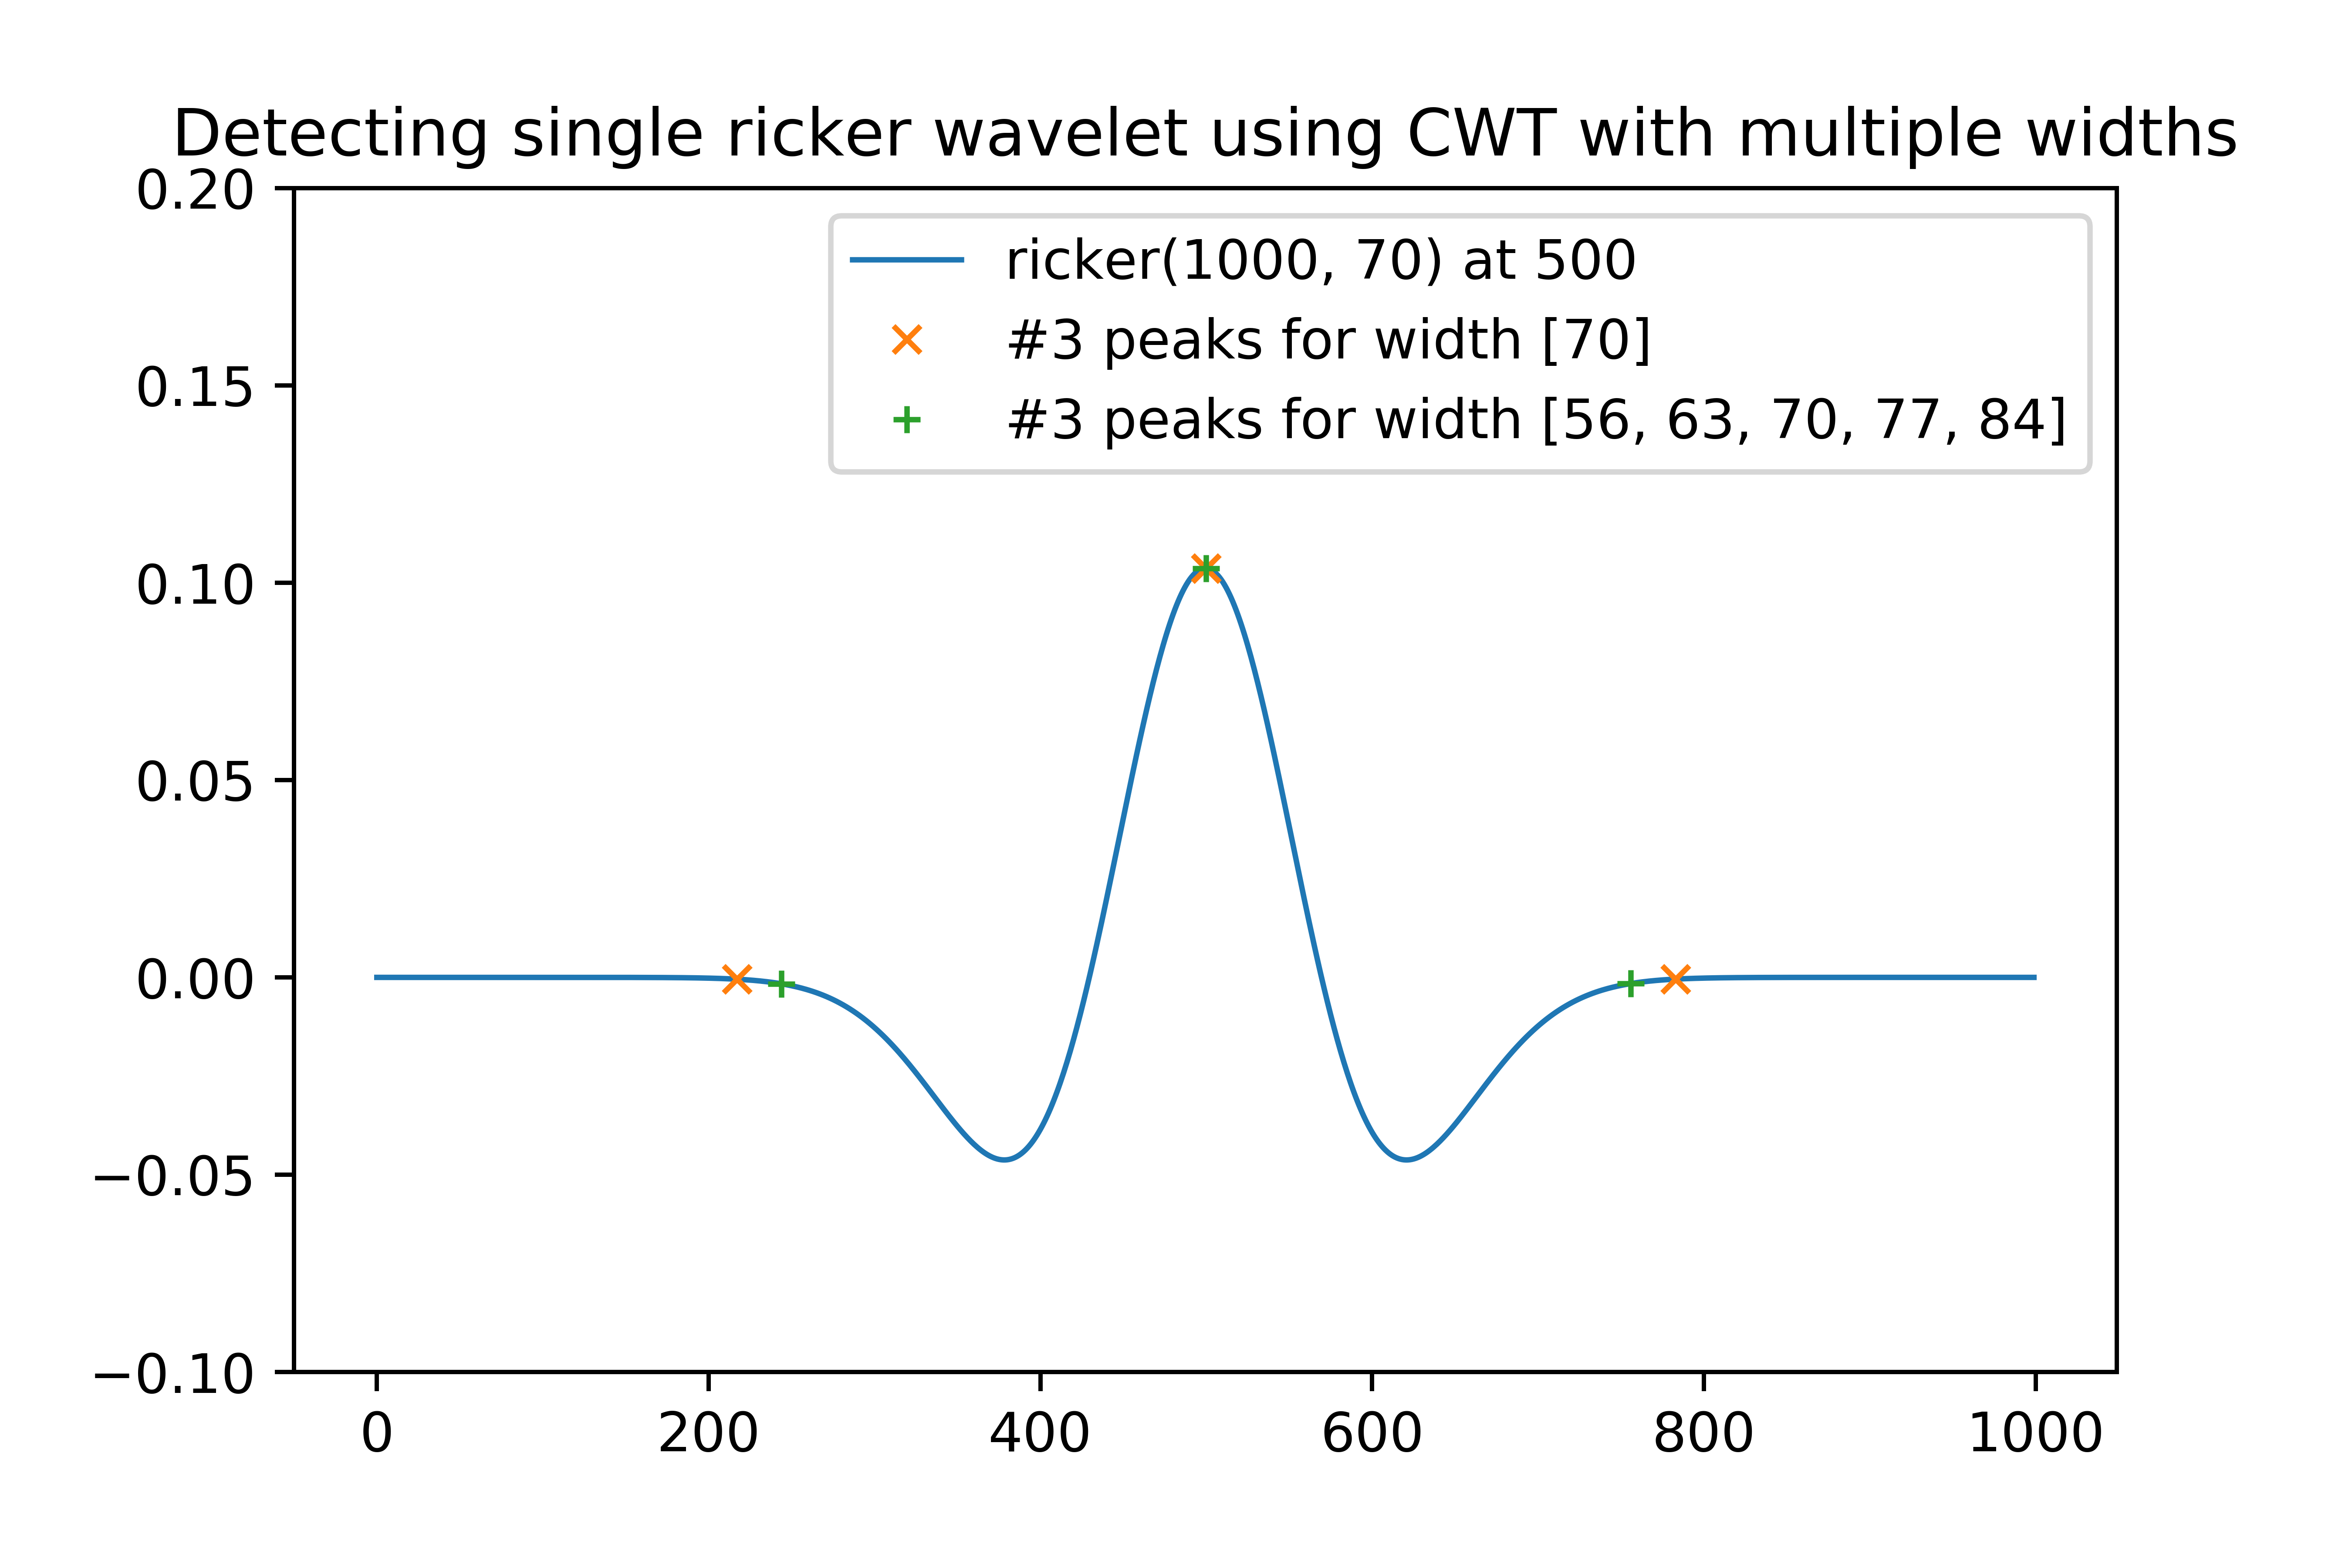 Detecting single ricker wavelet using CWT with multiple widths
0.20
ricker(1000, 70) at 500
#3 peaks for width [70]
0.15
#3 peaks for width [56, 63, 70, 77, 84]
0.10
0.05
0.00
−0.05
−0.10
0 200 400 600 800 1000